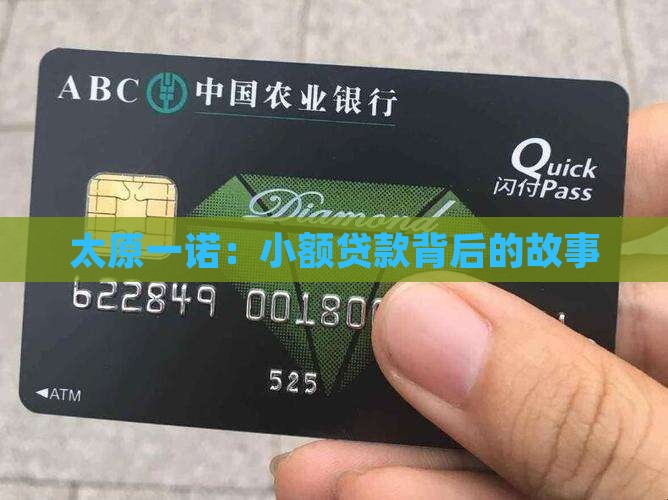 ABC 中国农业银行
Quick
闪付Pass
Diamond
太原一诺：小额贷款背后的故事
622849 00180
525
◀ATM